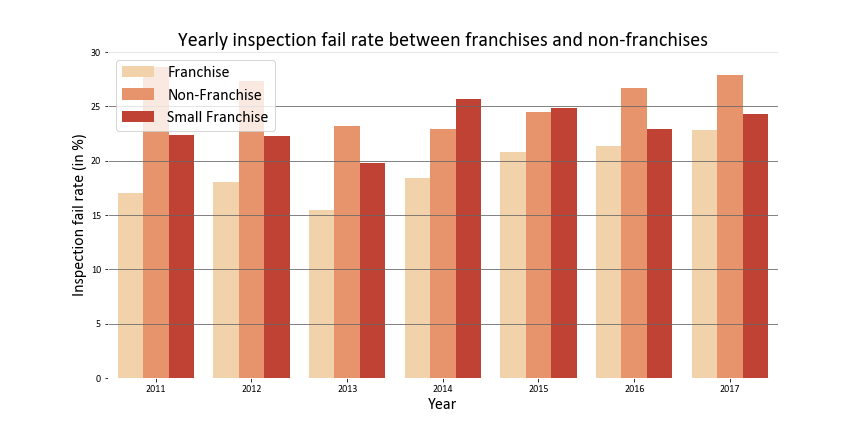 Yearly inspection fail rate between franchises and non-franchises
Franchise
Non-Franchise
Small Franchise
Inspection fail rate (in %)
30
25
20
15
10
5
0
2011 2012 2013 2014 2015 2016 2017
Year